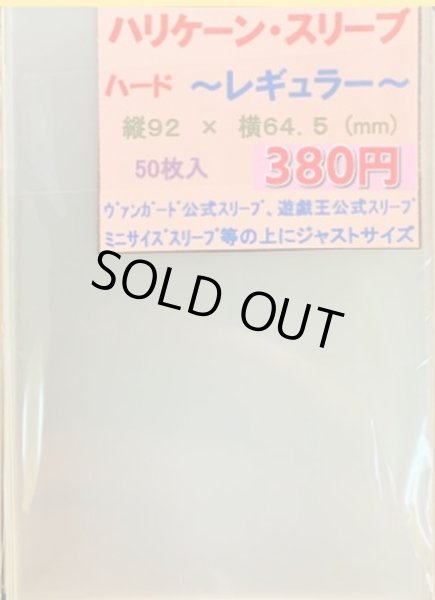 ハリケーン・スリーブ
ハード ～レギュラー～
縦92 × 横64.5 (mm)
50枚入 380円
ヴァンガード公式スリーブ、遊戯王公式スリーブ
ミニサイズスリーブ等の上にジャストサイズ
SOLD OUT